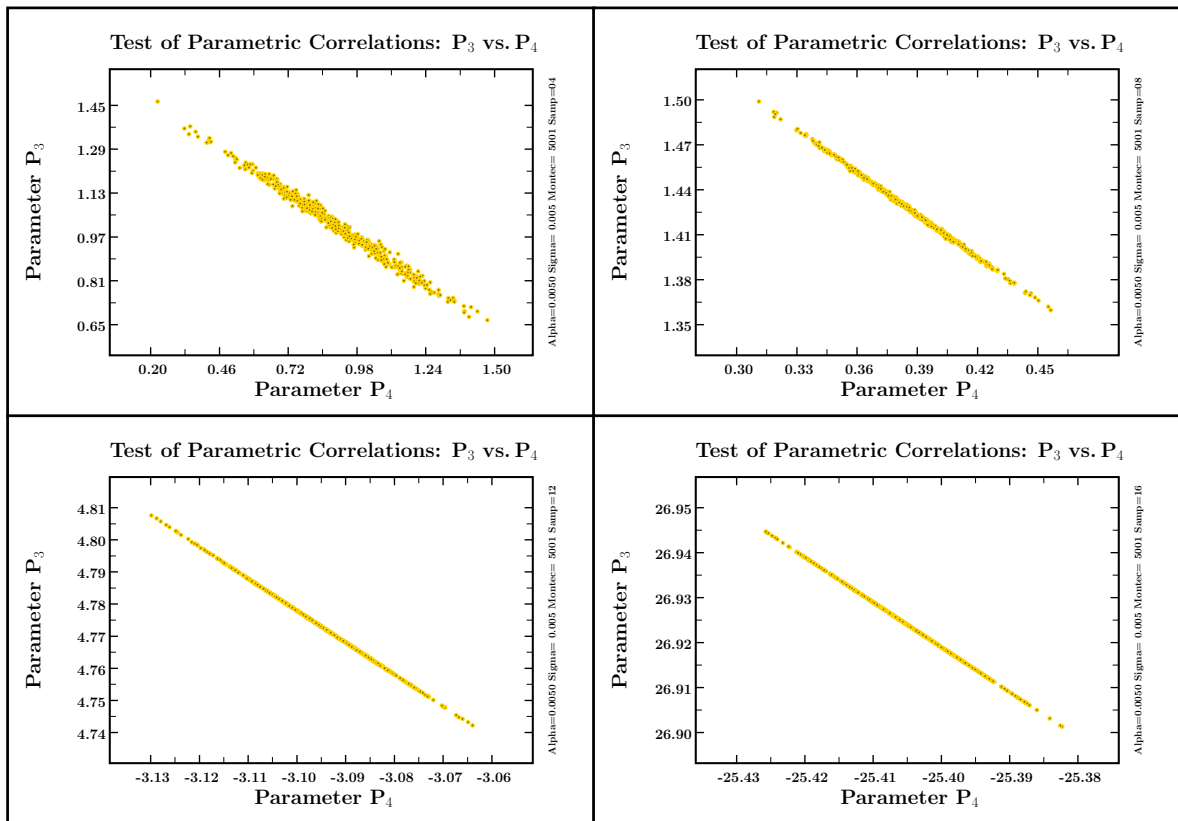 Test of Parametric Correlations: P₃ vs. P₄
Parameter P₃
1.45
1.29
1.13
0.97
0.81
0.65
0.20 0.46 0.72 0.98 1.24 1.50
Parameter P₄
Alpha=0.0050 Sigma= 0.005 Montec= 5001 Samp=04
Test of Parametric Correlations: P₃ vs. P₄
Parameter P₃
1.50
1.47
1.44
1.41
1.38
1.35
0.30 0.33 0.36 0.39 0.42 0.45
Parameter P₄
Alpha=0.0050 Sigma= 0.005 Montec= 5001 Samp=08
Test of Parametric Correlations: P₃ vs. P₄
Parameter P₃
4.81
4.80
4.79
4.78
4.77
4.76
4.75
4.74
-3.13 -3.12 -3.11 -3.10 -3.09 -3.08 -3.07 -3.06
Parameter P₄
Alpha=0.0050 Sigma= 0.005 Montec= 5001 Samp=12
Test of Parametric Correlations: P₃ vs. P₄
Parameter P₃
26.95
26.94
26.93
26.92
26.91
26.90
-25.43 -25.42 -25.41 -25.40 -25.39 -25.38
Parameter P₄
Alpha=0.0050 Sigma= 0.005 Montec= 5001 Samp=16